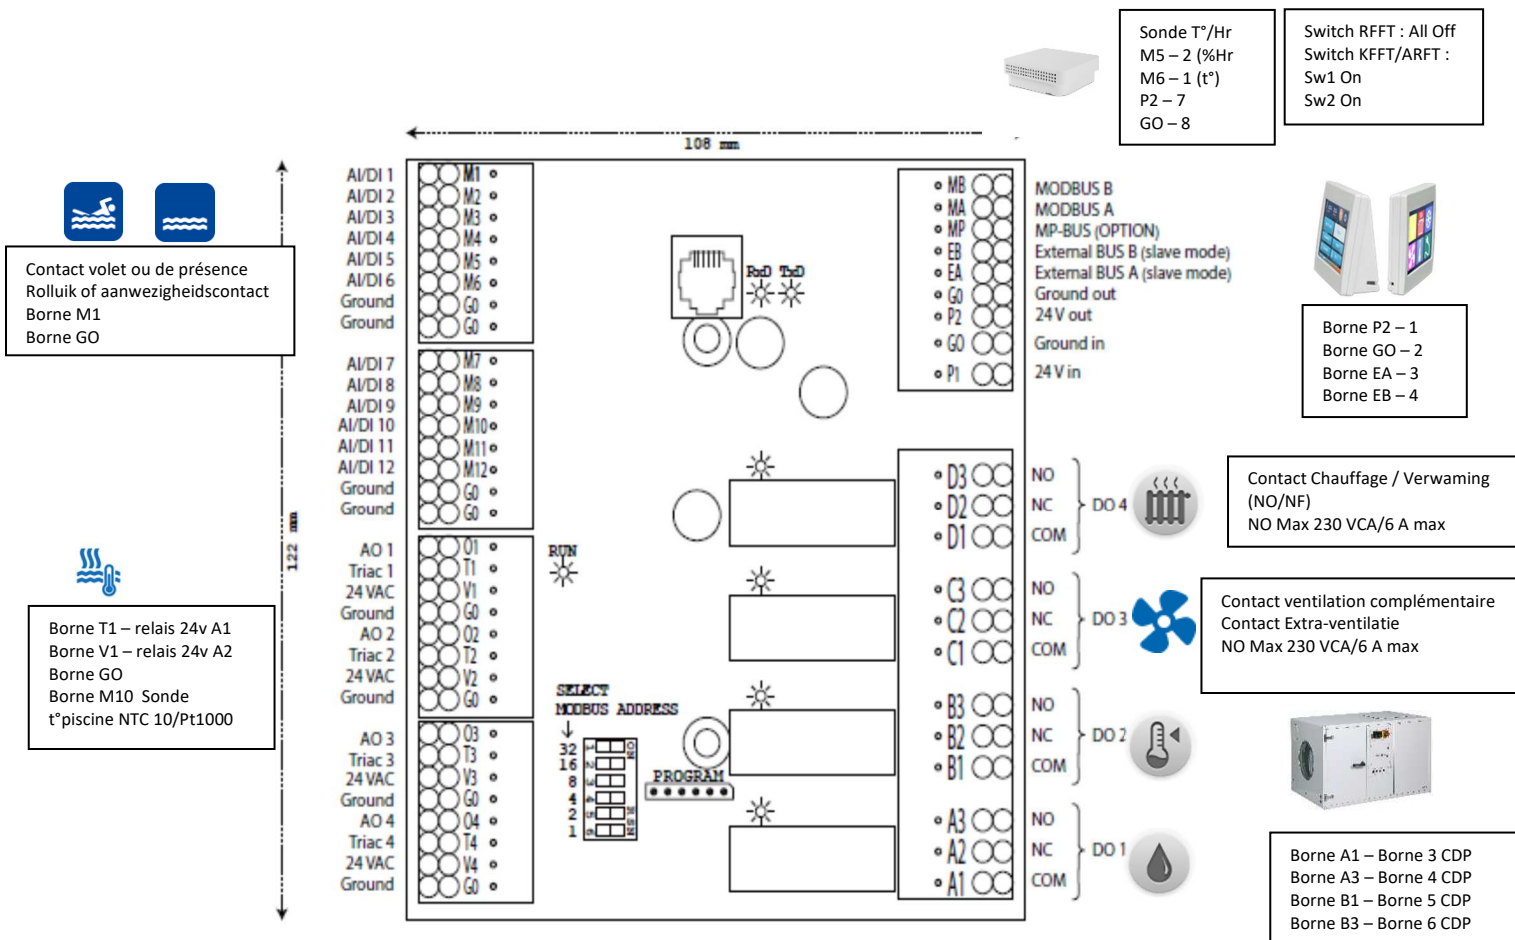 Sonde T°/Hr
M5 – 2 (%Hr
M6 – 1 (t°)
P2 – 7
GO – 8
Switch RFFT : All Off
Switch KFFT/ARFT :
Sw1 On
Sw2 On
108 mm
122 mm
Contact volet ou de présence
Rolluik of aanwezigheidscontact
Borne M1
Borne GO
AI/DI 1 M1
AI/DI 2 M2
AI/DI 3 M3
AI/DI 4 M4
AI/DI 5 M5
AI/DI 6 M6
Ground G0
Ground G0
AI/DI 7 M7
AI/DI 8 M8
AI/DI 9 M9
AI/DI 10 M10
AI/DI 11 M11
AI/DI 12 M12
Ground G0
Ground G0
AO 1 O1
Triac 1 T1
24 VAC V1
Ground G0
AO 2 O2
Triac 2 T2
24 VAC V2
Ground G0
AO 3 O3
Triac 3 T3
24 VAC V3
Ground G0
AO 4 O4
Triac 4 T4
24 VAC V4
Ground G0
Borne T1 – relais 24v A1
Borne V1 – relais 24v A2
Borne GO
Borne M10 Sonde
t°piscine NTC 10/Pt1000
RxD TxD
RUN
SELECT
MODBUS ADDRESS
32 1 ON
16 2
8 3
4 4
2 5
1 6
PROGRAM
MB MODBUS B
MA MODBUS A
MP MP-BUS (OPTION)
EB External BUS B (slave mode)
EA External BUS A (slave mode)
G0 Ground out
P2 24 V out
G0 Ground in
P1 24 V in
Borne P2 – 1
Borne GO – 2
Borne EA – 3
Borne EB – 4
D3 NO
D2 NC DO 4
D1 COM
Contact Chauffage / Verwaming
(NO/NF)
NO Max 230 VCA/6 A max
C3 NO
C2 NC DO 3
C1 COM
Contact ventilation complémentaire
Contact Extra-ventilatie
NO Max 230 VCA/6 A max
B3 NO
B2 NC DO 2
B1 COM
A3 NO
A2 NC DO 1
A1 COM
Borne A1 – Borne 3 CDP
Borne A3 – Borne 4 CDP
Borne B1 – Borne 5 CDP
Borne B3 – Borne 6 CDP